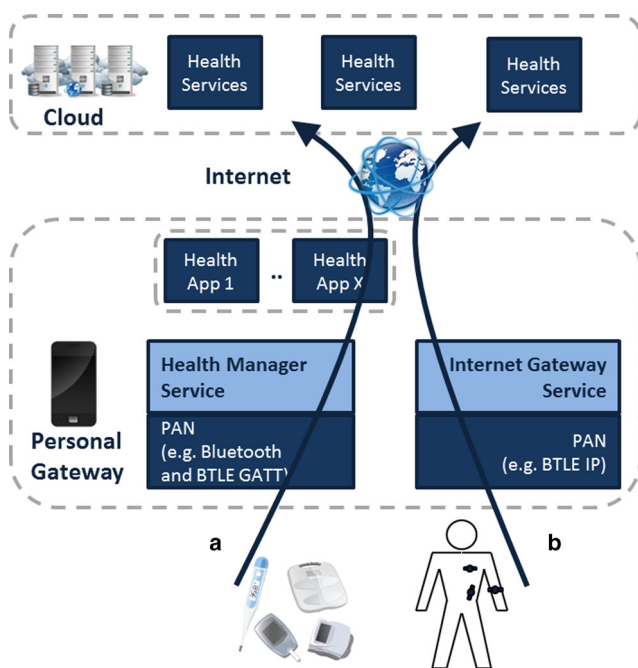 Health
Services
Health
Services
Health
Services
Cloud
Internet
Health
App 1
..
Health
App X
Health Manager
Service
Internet Gateway
Service
Personal
Gateway
PAN
(e.g. Bluetooth
and BTLE GATT)
PAN
(e.g. BTLE IP)
a
b